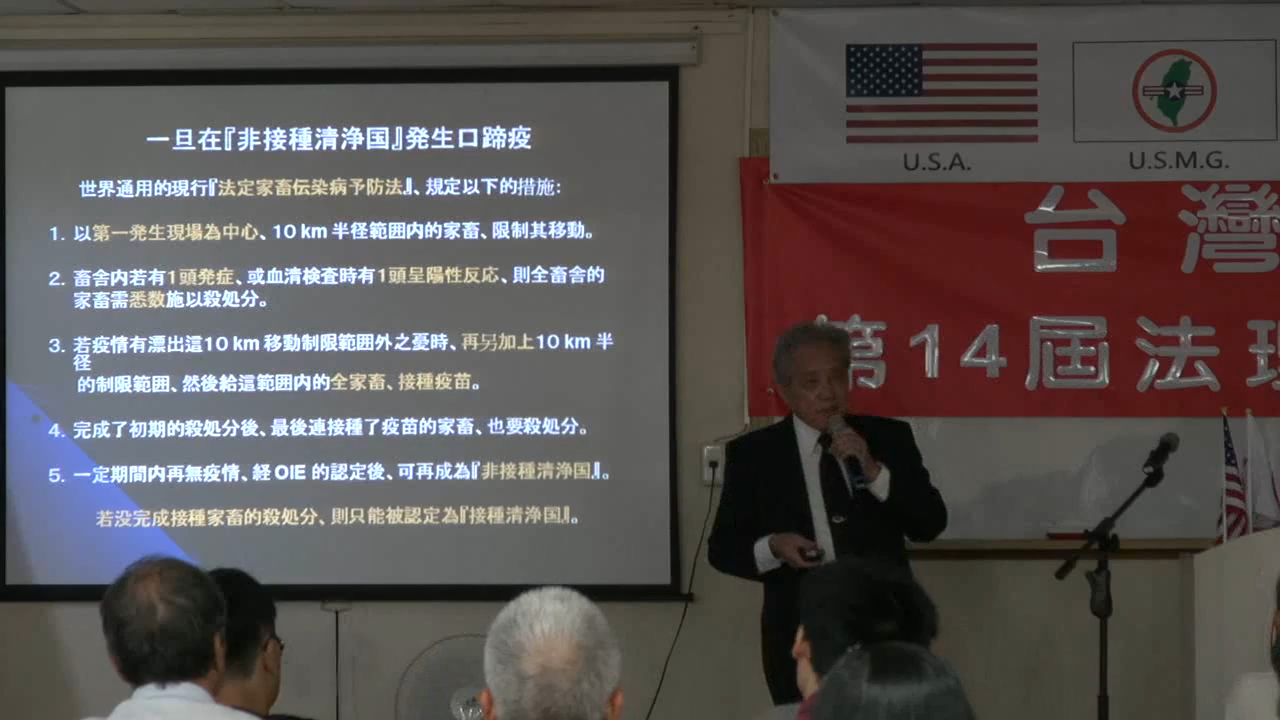 一旦在『非接種清浄国』発生口蹄疫
世界通用的現行『法定家畜伝染病予防法』、規定以下的措施:
1. 以第一発生現場為中心、10 km 半径範囲内的家畜、限制其移動。
2. 畜舎内若有1頭発症、或血清検査時有1頭呈陽性反応、則全畜舎的
家畜需悉数施以殺処分。
3. 若疫情有漂出這10 km 移動制限範囲外之憂時、再另加上10 km 半
径
的制限範囲、然後給這範囲内的全家畜、接種疫苗。
4. 完成了初期的殺処分後、最後連接種了疫苗的家畜、也要殺処分。
5. 一定期間内再無疫情、経 OIE 的認定後、可再成為『非接種清浄国』。
若没完成接種家畜的殺処分、則只能被認定為『接種清浄国』。
U.S.A.
U.S.M.G.
台灣
第14屆法理